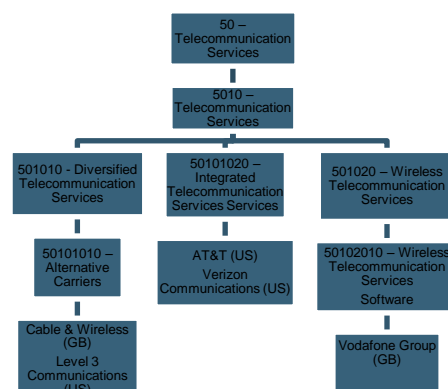 50 –
Telecommunication
Services
5010 –
Telecommunication
Services
501010 - Diversified
Telecommunication
Services
50101020 –
Integrated
Telecommunication
Services Services
501020 – Wireless
Telecommunication
Services
50101010 –
Alternative
Carriers
AT&T (US)
Verizon
Communications (US)
50102010 – Wireless
Telecommunication
Services
Software
Cable & Wireless
(GB)
Level 3
Communications
(US)
Vodafone Group
(GB)